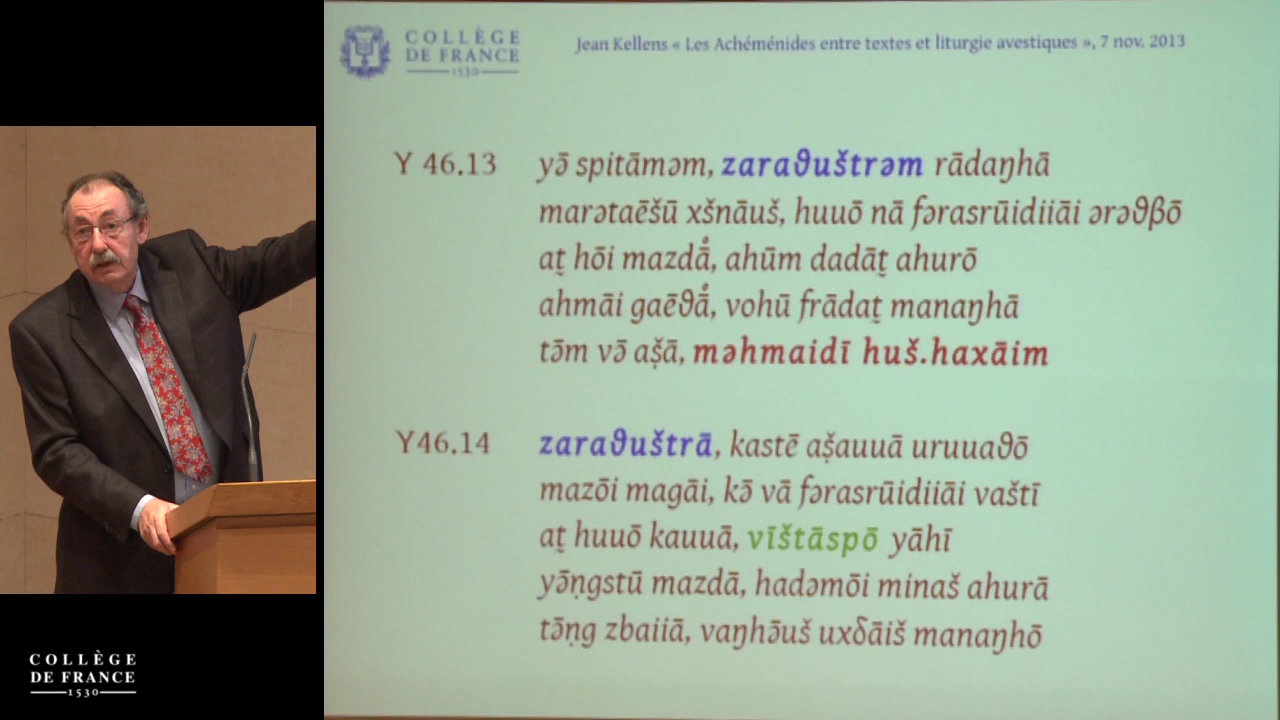 COLLÈGE
DE FRANCE
1530
Jean Kellens « Les Achéménides entre textes et liturgie avestiques », 7 nov. 2013
Y 46.13 yə̄ spitāməm, zaraϑuštrəm rādaŋhā
marətaēšū xšnāuš, huuō nā fərasrūidiiāi ərəϑβō
at̰ hōi mazdā̊, ahūm dadāt̰ ahurō
ahmāi gaēϑā̊, vohū frādat̰ manaŋhā
tə̄m və̄ aṣ̌ā, məhmaidī huš.haxāim
Y46.14 zaraϑuštrā, kastē aṣ̌auuā uruuaϑō
mazōi magāi, kə̄ vā fərasrūidiiāi vaštī
at̰ huuō kauuā, vīštāspō yāhī
yə̄ṇgstū mazdā, hadəmōi minaš ahurā
tə̄ṇg zbaiiā, vaŋhə̄uš uxδāiš manaŋhō
COLLÈGE
DE FRANCE
1530